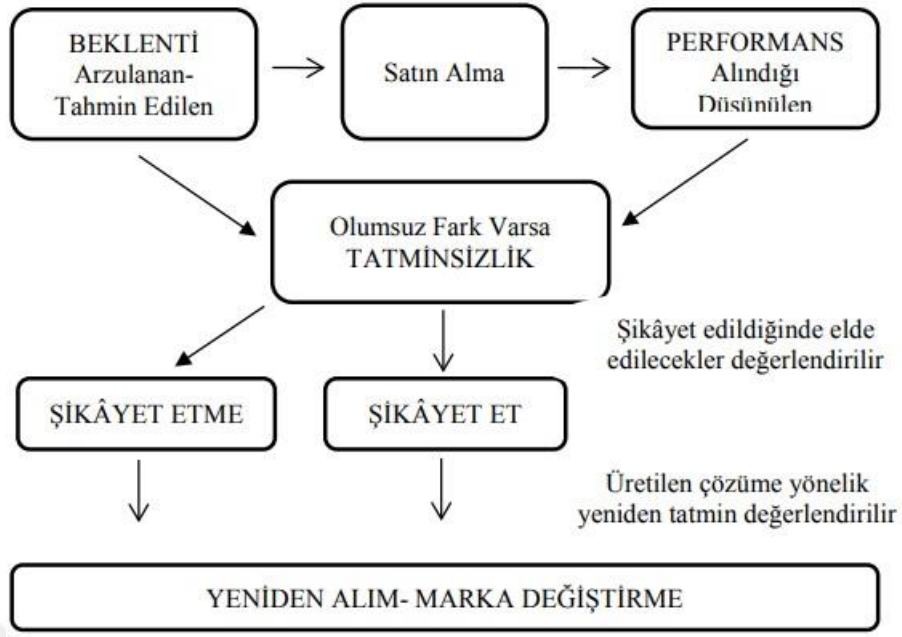 BEKLENTİ
Arzulanan-
Tahmin Edilen
Satın Alma
PERFORMANS
Alındığı
Düşünülen
Olumsuz Fark Varsa
TATMİNSİZLİK
Şikâyet edildiğinde elde
edilecekler değerlendirilir
ŞİKÂYET ETME
ŞİKÂYET ET
Üretilen çözüme yönelik
yeniden tatmin değerlendirilir
YENİDEN ALIM- MARKA DEĞİŞTİRME